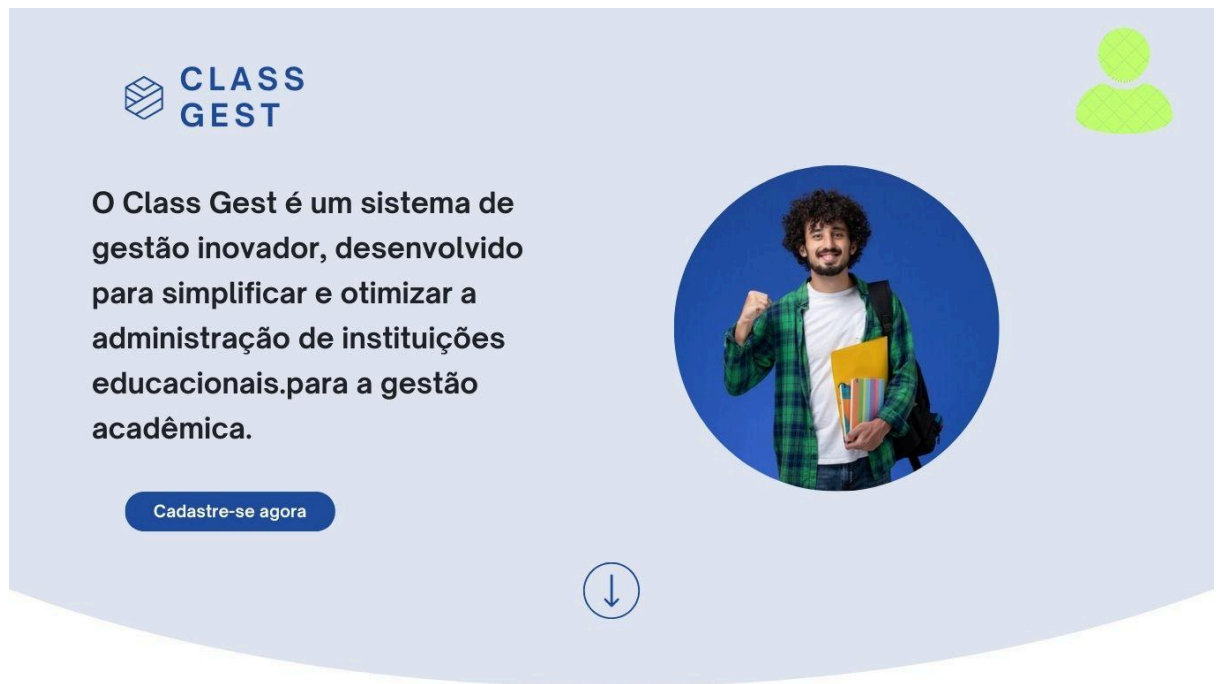 CLASS
GEST
O Class Gest é um sistema de
gestão inovador, desenvolvido
para simplificar e otimizar a
administração de instituições
educacionais.para a gestão
acadêmica.
Cadastre-se agora